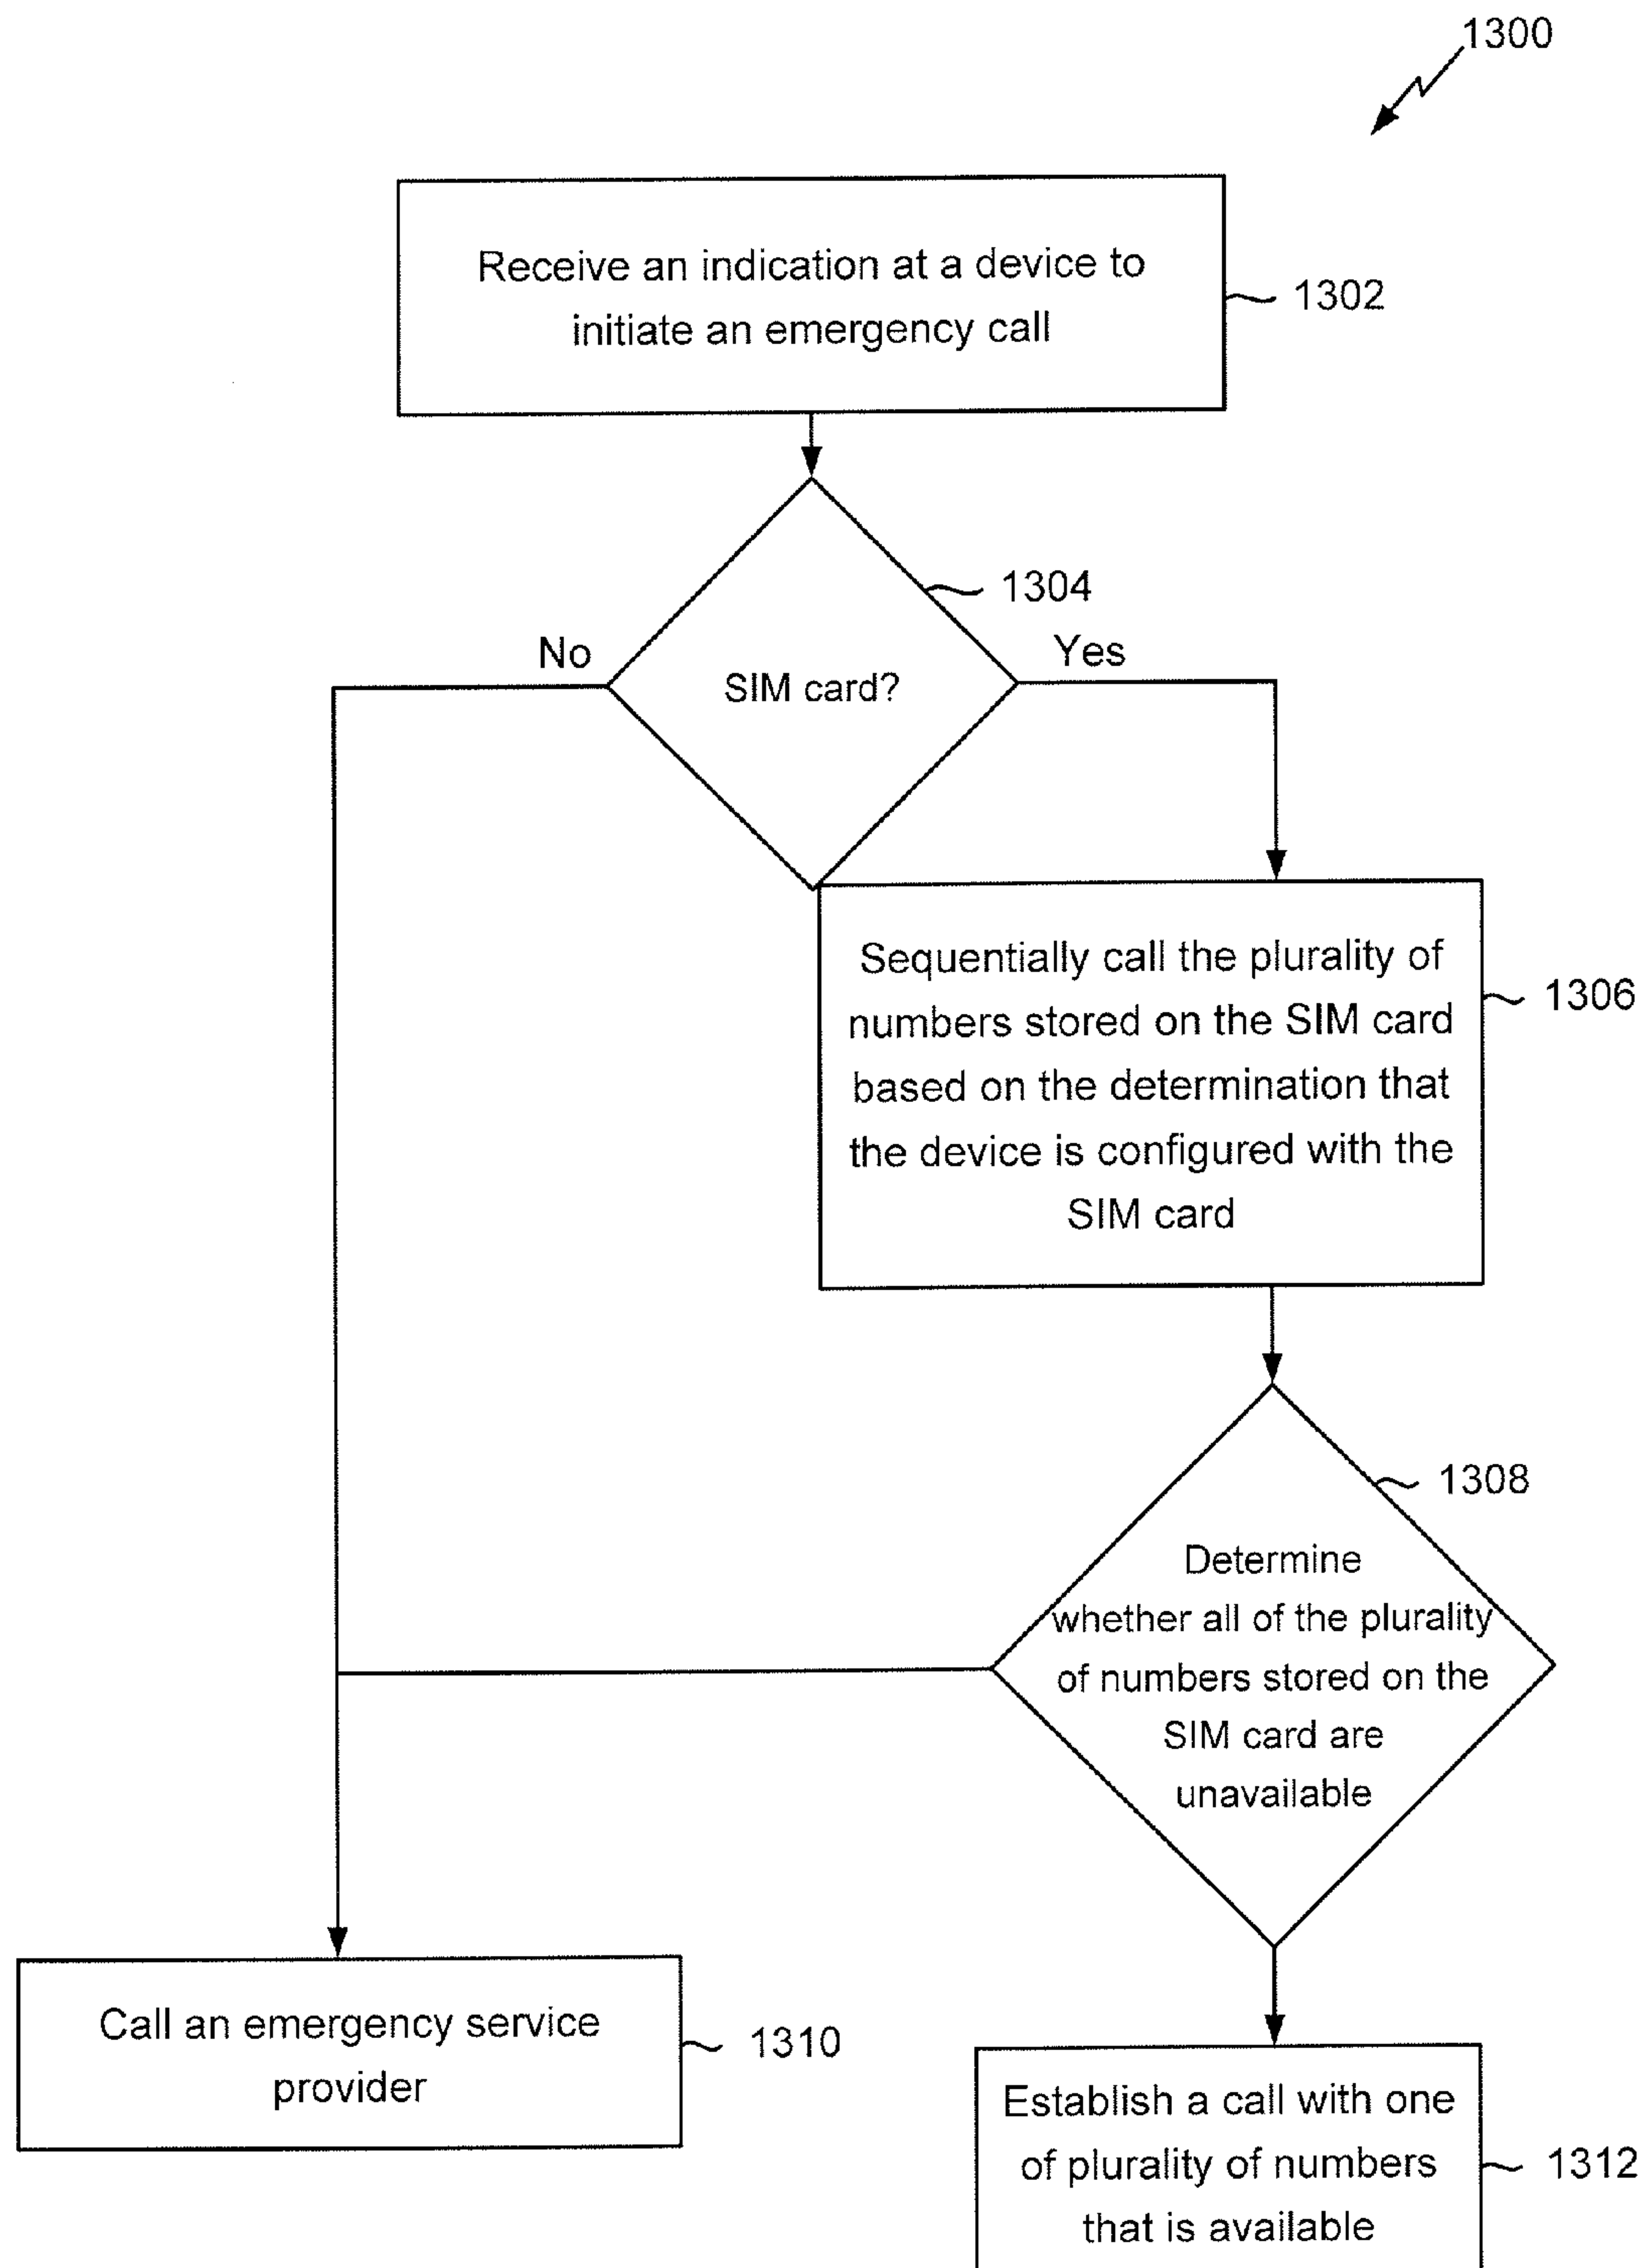 1300
Receive an indication at a device to
initiate an emergency call
1302
1304
No
Yes
SIM card?
Sequentially call the plurality of
numbers stored on the SIM card
based on the determination that
the device is configured with the
SIM card
1306
1308
Determine
whether all of the plurality
of numbers stored on the
SIM card are
unavailable
Call an emergency service
provider
1310
Establish a call with one
of plurality of numbers
that is available
1312